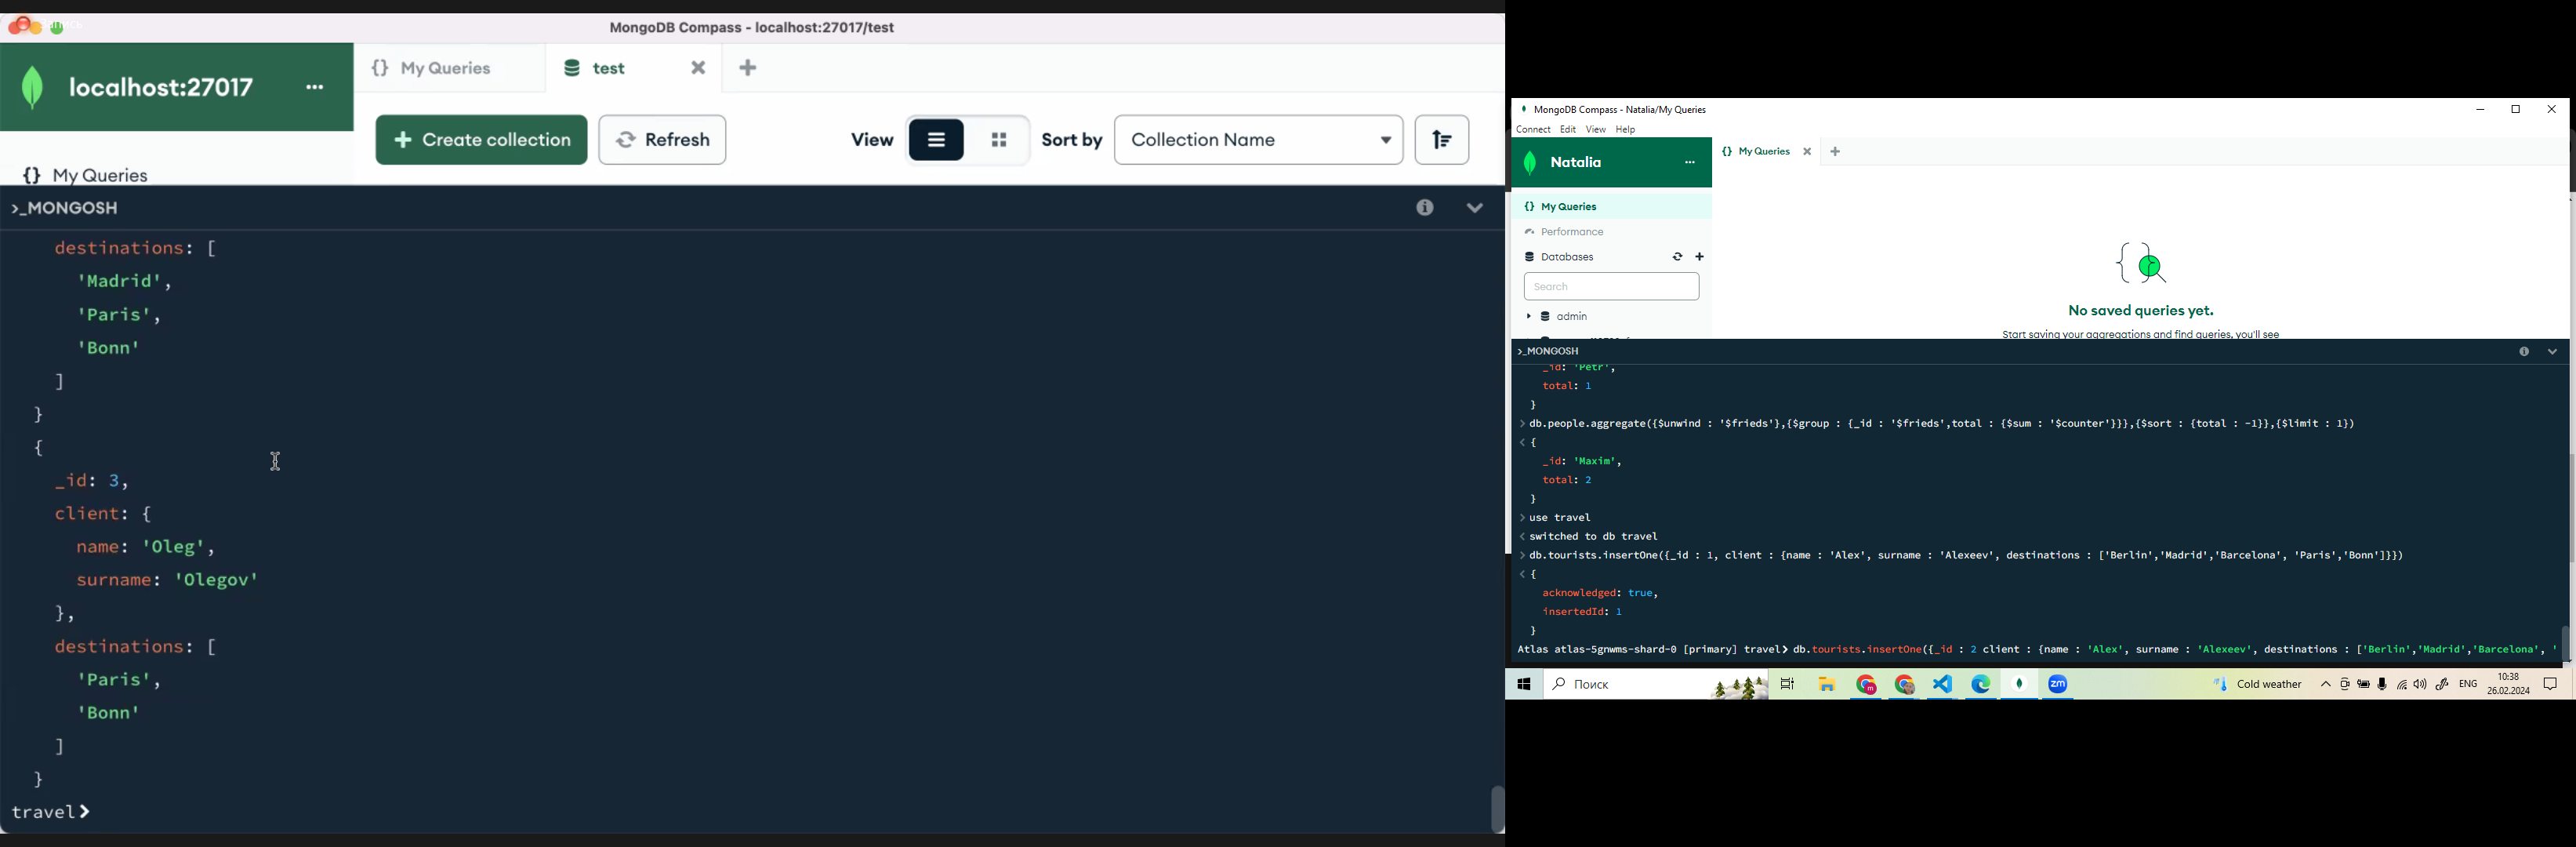 MongoDB Compass - localhost:27017/test
localhost:27017 ...
{} My Queries
test
Create collection
Refresh
View
Sort by
Collection Name
{} My Queries
>_MONGOSH
destinations: [
'Madrid',
'Paris',
'Bonn'
]
}
{
_id: 3,
client: {
name: 'Oleg',
surname: 'Olegov'
},
destinations: [
'Paris',
'Bonn'
]
}
travel>
MongoDB Compass - Natalia/My Queries
Connect Edit View Help
Natalia ...
{} My Queries
{} My Queries
Performance
Databases
Search
admin
No saved queries yet.
Start saving your aggregations and find queries, you'll see
>_MONGOSH
_id: 'Petr',
total: 1
}
> db.people.aggregate({$unwind : '$frieds'},{$group : {_id : '$frieds',total : {$sum : '$counter'}}},{$sort : {total : -1}},{$limit : 1})
< {
_id: 'Maxim',
total: 2
}
> use travel
< switched to db travel
> db.tourists.insertOne({_id : 1, client : {name : 'Alex', surname : 'Alexeev', destinations : ['Berlin','Madrid','Barcelona', 'Paris','Bonn']}})
< {
acknowledged: true,
insertedId: 1
}
Atlas atlas-5gnwms-shard-0 [primary] travel> db.tourists.insertOne({_id : 2 client : {name : 'Alex', surname : 'Alexeev', destinations : ['Berlin','Madrid','Barcelona', '
Поиск
zm
Cold weather
ENG
10:38
26.02.2024